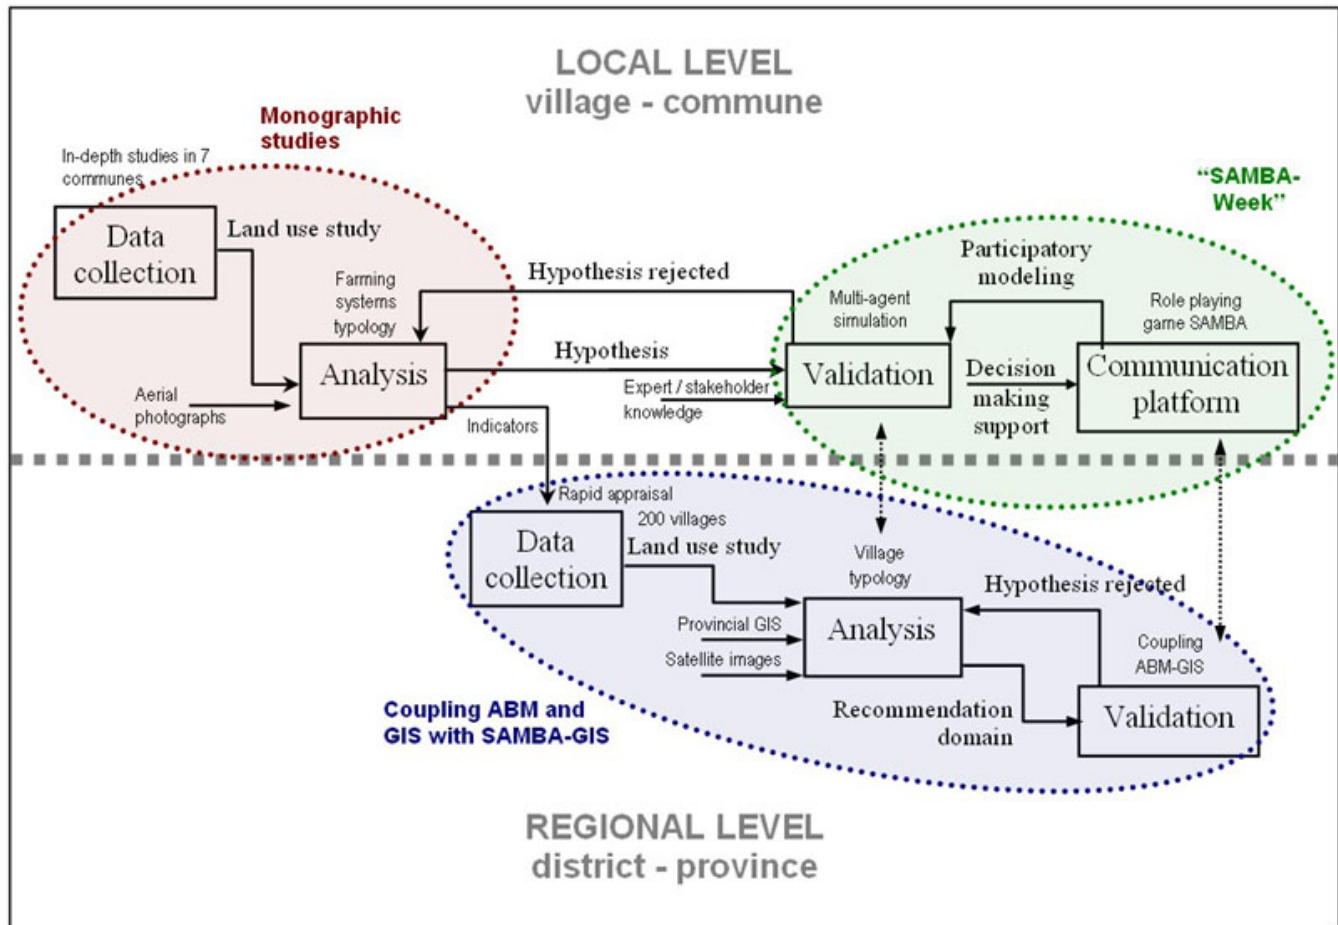 LOCAL LEVEL
village - commune
Monographic
studies
In-depth studies in 7
communes
Data
collection
Land use study
Farming
systems
typology
Analysis
Aerial
photographs
Hypothesis rejected
Hypothesis
Expert / stakeholder
knowledge
Indicators
"SAMBA-
Week"
Participatory
modeling
Multi-agent
simulation
Role playing
game SAMBA
Validation
Decision
making
support
Communication
platform
Rapid appraisal
200 villages
Data
collection
Land use study
Village
typology
Hypothesis rejected
Provincial GIS
Satellite images
Analysis
Coupling
ABM-GIS
Recommendation
domain
Validation
Coupling ABM and
GIS with SAMBA-GIS
REGIONAL LEVEL
district - province